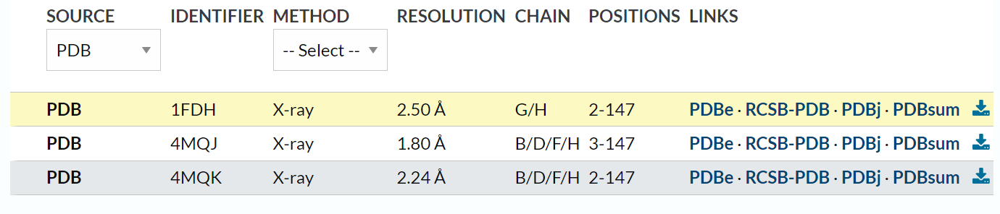 SOURCE IDENTIFIER METHOD RESOLUTION CHAIN POSITIONS LINKS
PDB -- Select --
PDB 1FDH X-ray 2.50 Å G/H 2-147 PDBe · RCSB-PDB · PDBj · PDBsum
PDB 4MQJ X-ray 1.80 Å B/D/F/H 3-147 PDBe · RCSB-PDB · PDBj · PDBsum
PDB 4MQK X-ray 2.24 Å B/D/F/H 2-147 PDBe · RCSB-PDB · PDBj · PDBsum